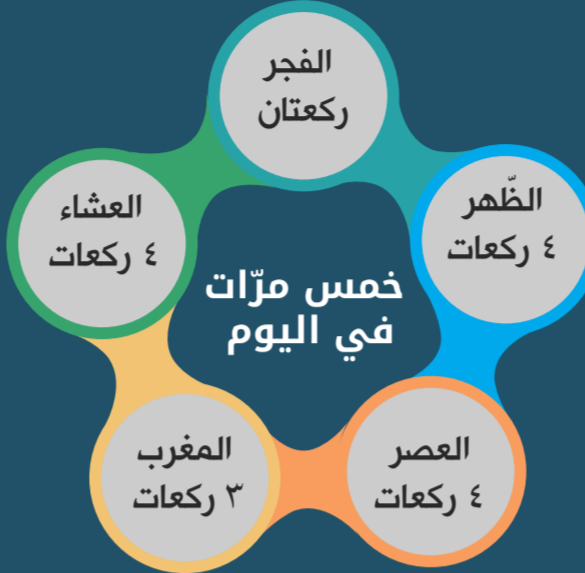 الفجر
ركعتان
الظّهر
٤ ركعات
العصر
٤ ركعات
المغرب
٣ ركعات
العشاء
٤ ركعات
خمس مرّات
في اليوم